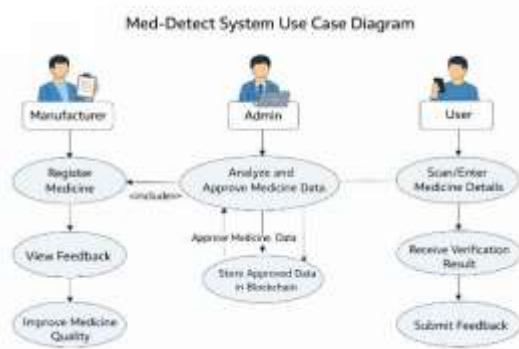 Med-Detect System Use Case Diagram
Manufacturer
Admin
User
Register
Medicine
Analyze and
Approve Medicine Data
Scan/Enter
Medicine Details
<includes>
Approve Medicine Data
View Feedback
Store Approved Data
in Blockchain
Receive Verification
Result
Improve Medicine
Quality
Submit Feedback